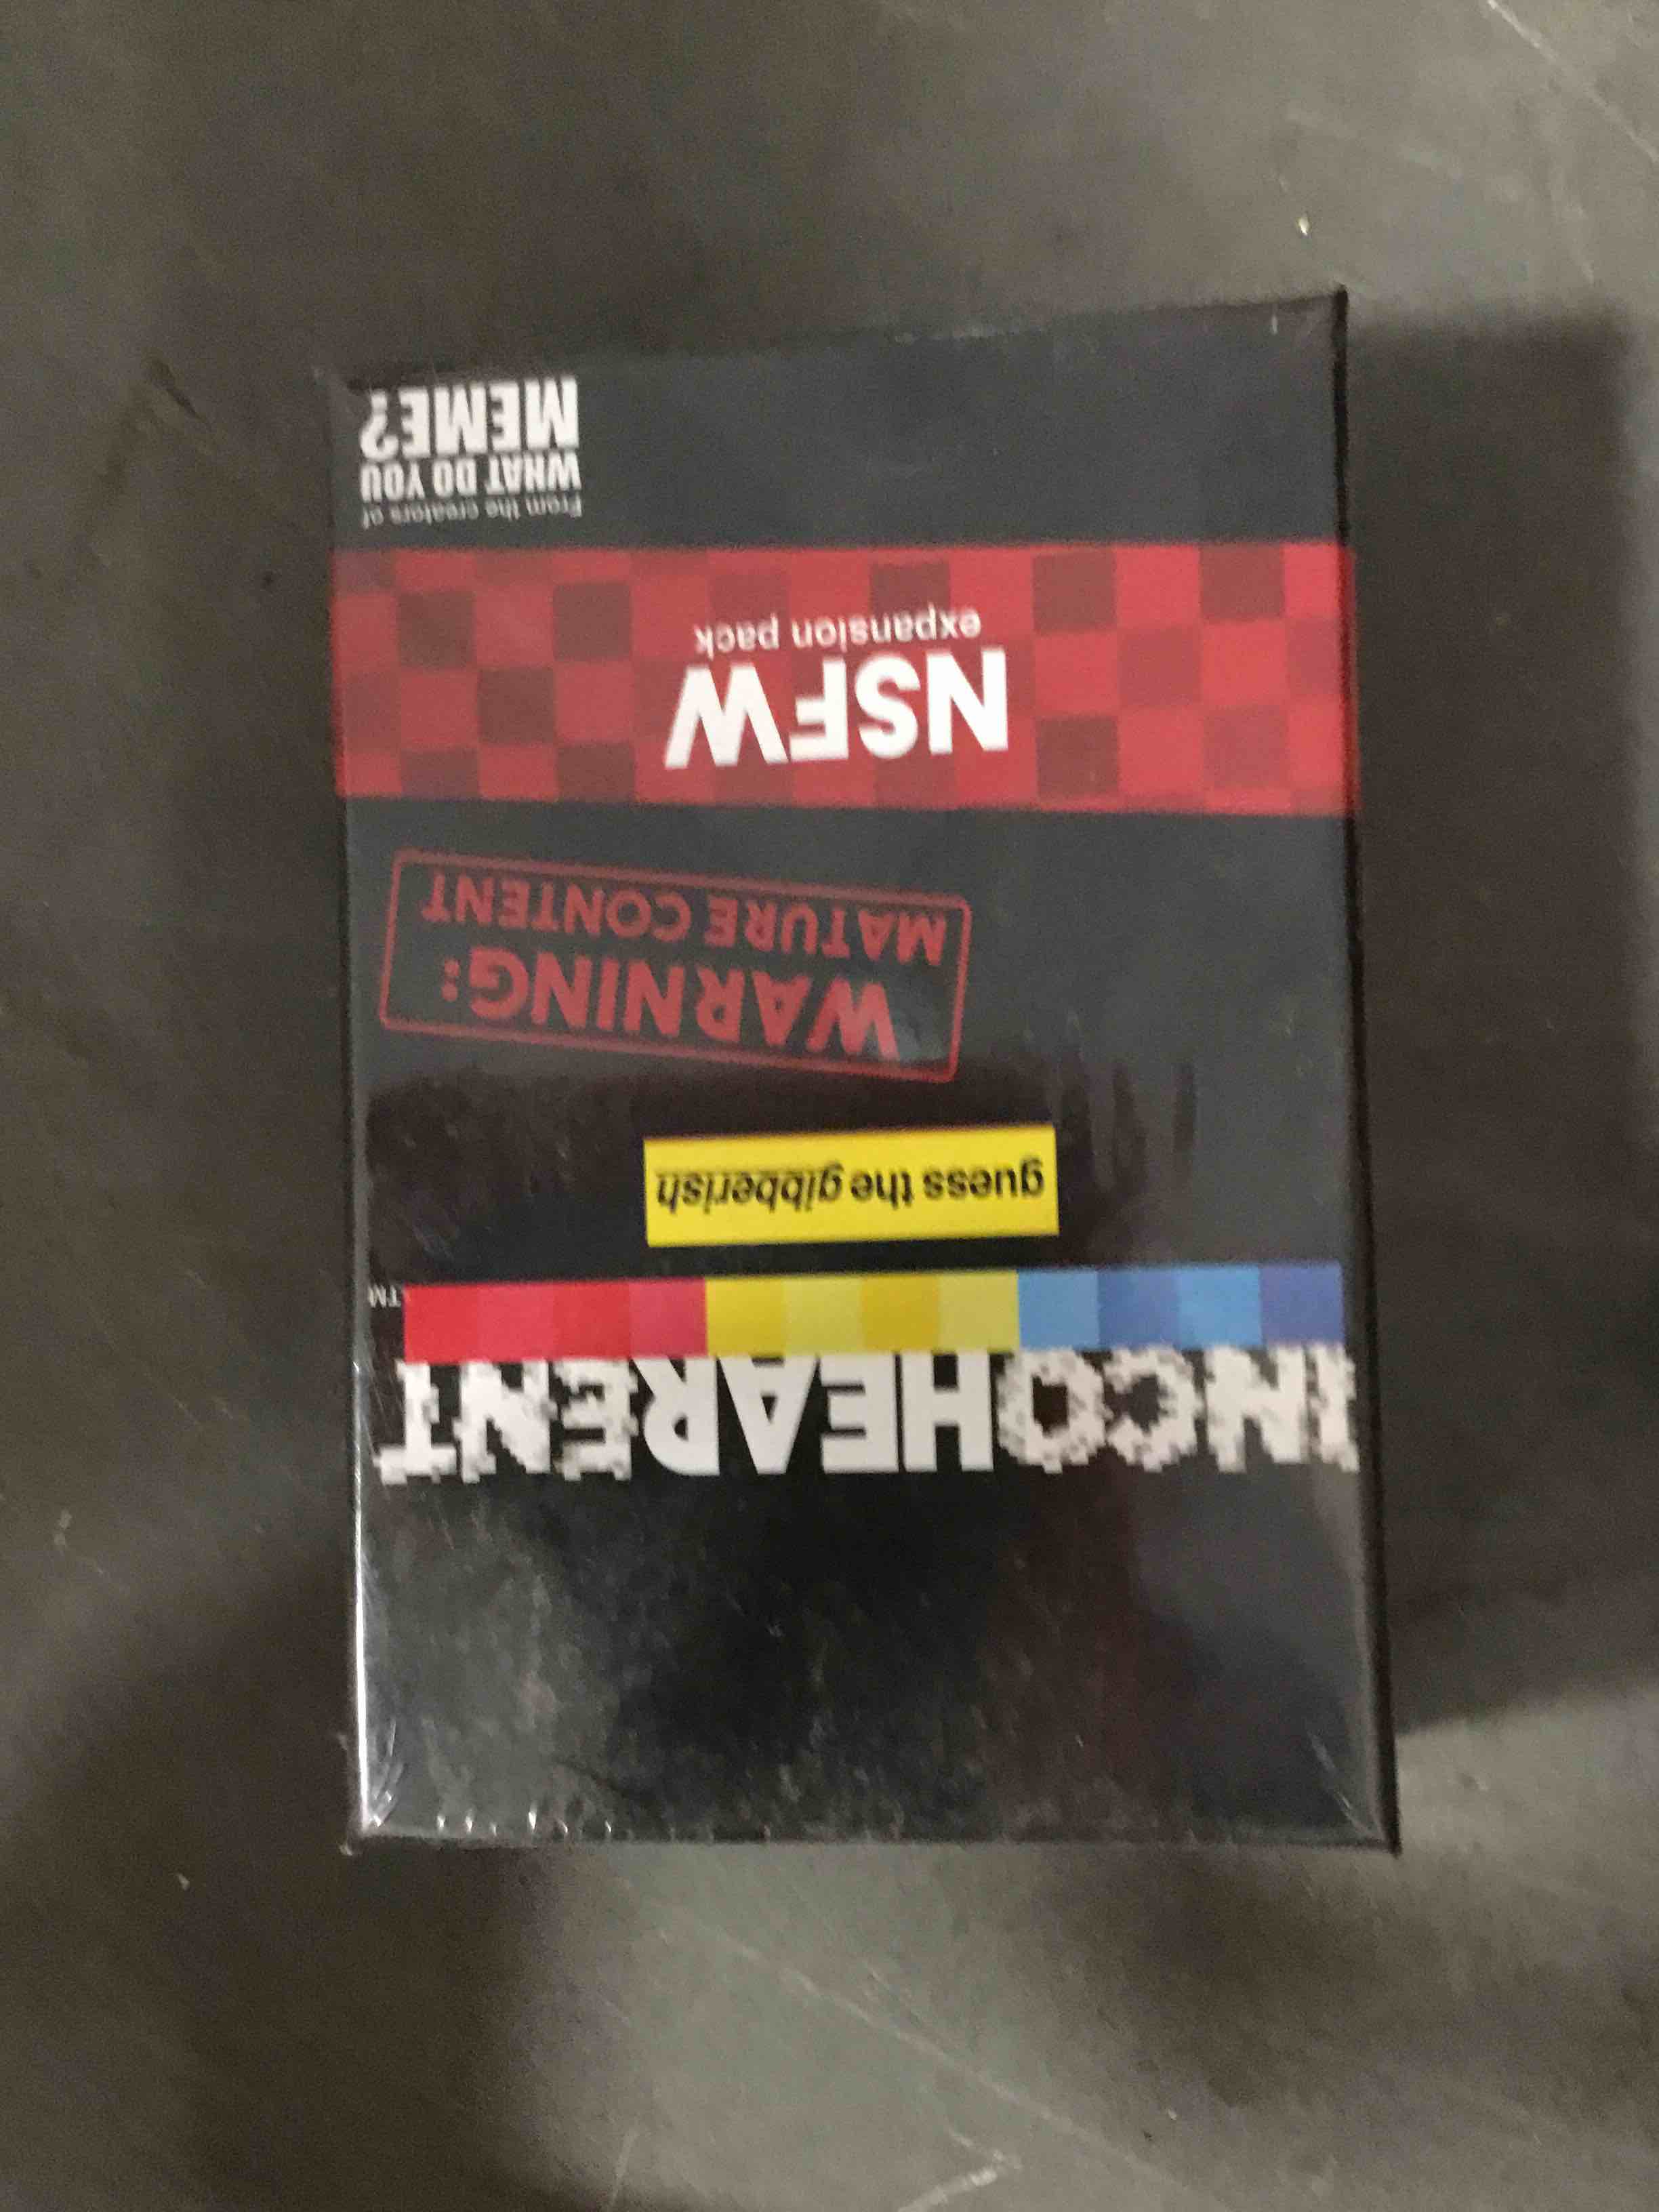 INCOHEARENT
TM
guess the gibberish
WARNING:
MATURE CONTENT
NSFW
expansion pack
From the creators of
WHAT DO YOU
MEME?